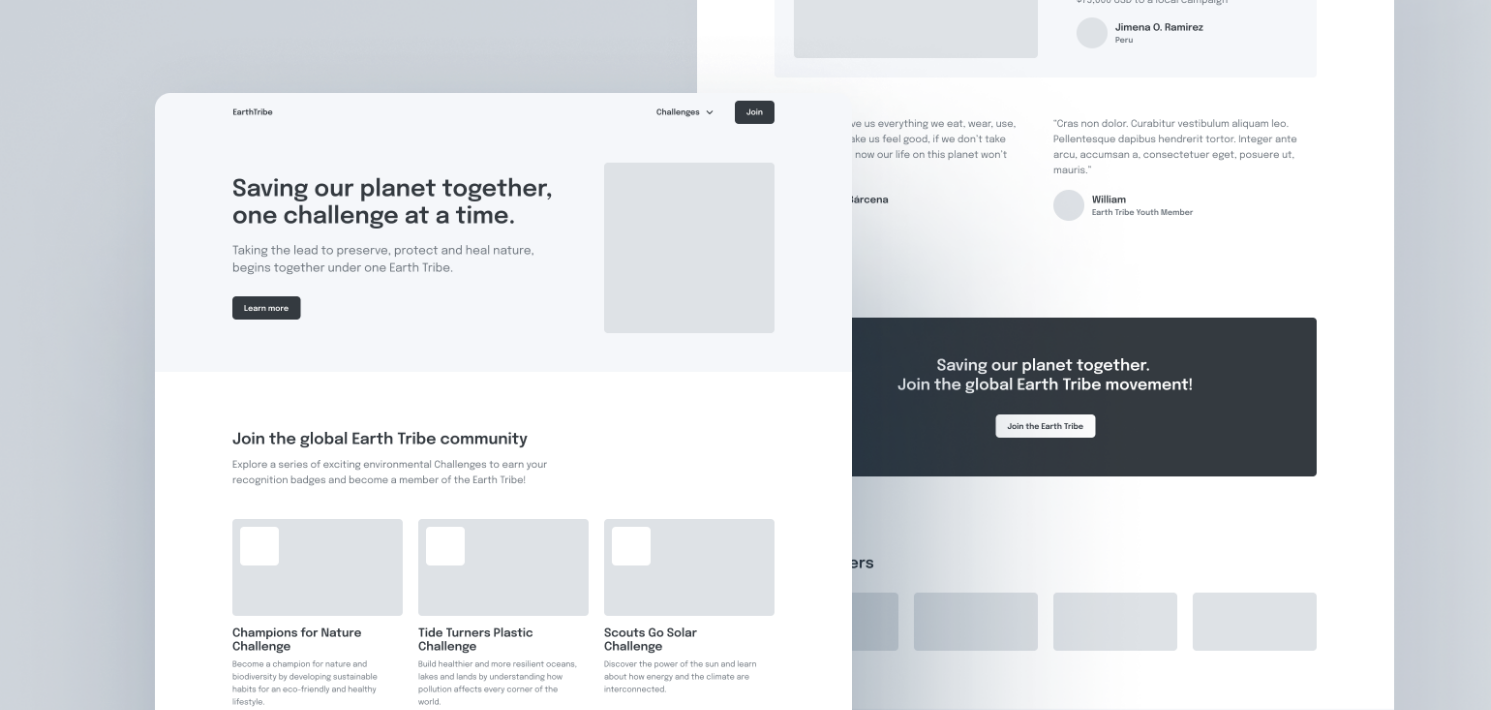 $15,000 USD to a local campaign
Jimena O. Ramirez
Peru
EarthTribe
Challenges
Join
Saving our planet together,
one challenge at a time.
Taking the lead to preserve, protect and heal nature,
begins together under one Earth Tribe.
Learn more
Join the global Earth Tribe community
Explore a series of exciting environmental Challenges to earn your
recognition badges and become a member of the Earth Tribe!
Champions for Nature
Challenge
Become a champion for nature and
biodiversity by developing sustainable
habits for an eco-friendly and healthy
lifestyle.
Tide Turners Plastic
Challenge
Build healthier and more resilient oceans,
lakes and lands by understanding how
pollution affects every corner of the
world.
Scouts Go Solar
Challenge
Discover the power of the sun and learn
about how energy and the climate are
interconnected.
ve us everything we eat, wear, use,
ake us feel good, if we don't take
now our life on this planet won't
Bárcena
"Cras non dolor. Curabitur vestibulum aliquam leo.
Pellentesque dapibus hendrerit tortor. Integer ante
arcu, accumsan a, consectetuer eget, posuere ut,
mauris."
William
Earth Tribe Youth Member
Saving our planet together.
Join the global Earth Tribe movement!
Join the Earth Tribe
ers